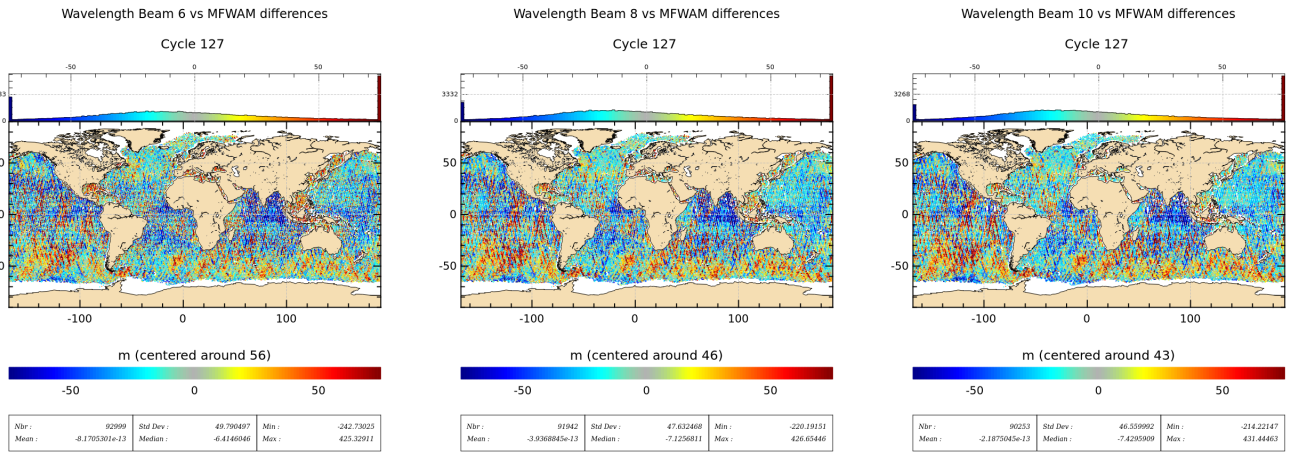 Wavelength Beam 6 vs MFWAM differences
Cycle 127
-50 0 50
0
50
0
-50
-100 0 100
m (centered around 56)
-50 0 50
Nbr : 92999 Std Dev : 49.790497 Min : -242.73025
Mean : -8.1705301e-13 Median : -6.4146046 Max : 425.32911
Wavelength Beam 8 vs MFWAM differences
Cycle 127
-50 0 50
3332
0
50
0
-50
-100 0 100
m (centered around 46)
-50 0 50
Nbr : 91942 Std Dev : 47.632468 Min : -220.19151
Mean : -3.9368845e-13 Median : -7.1256811 Max : 426.65446
Wavelength Beam 10 vs MFWAM differences
Cycle 127
-50 0 50
3268
0
50
0
-50
-100 0 100
m (centered around 43)
-50 0 50
Nbr : 90253 Std Dev : 46.559992 Min : -214.22147
Mean : -2.1875045e-13 Median : -7.4295909 Max : 431.44463